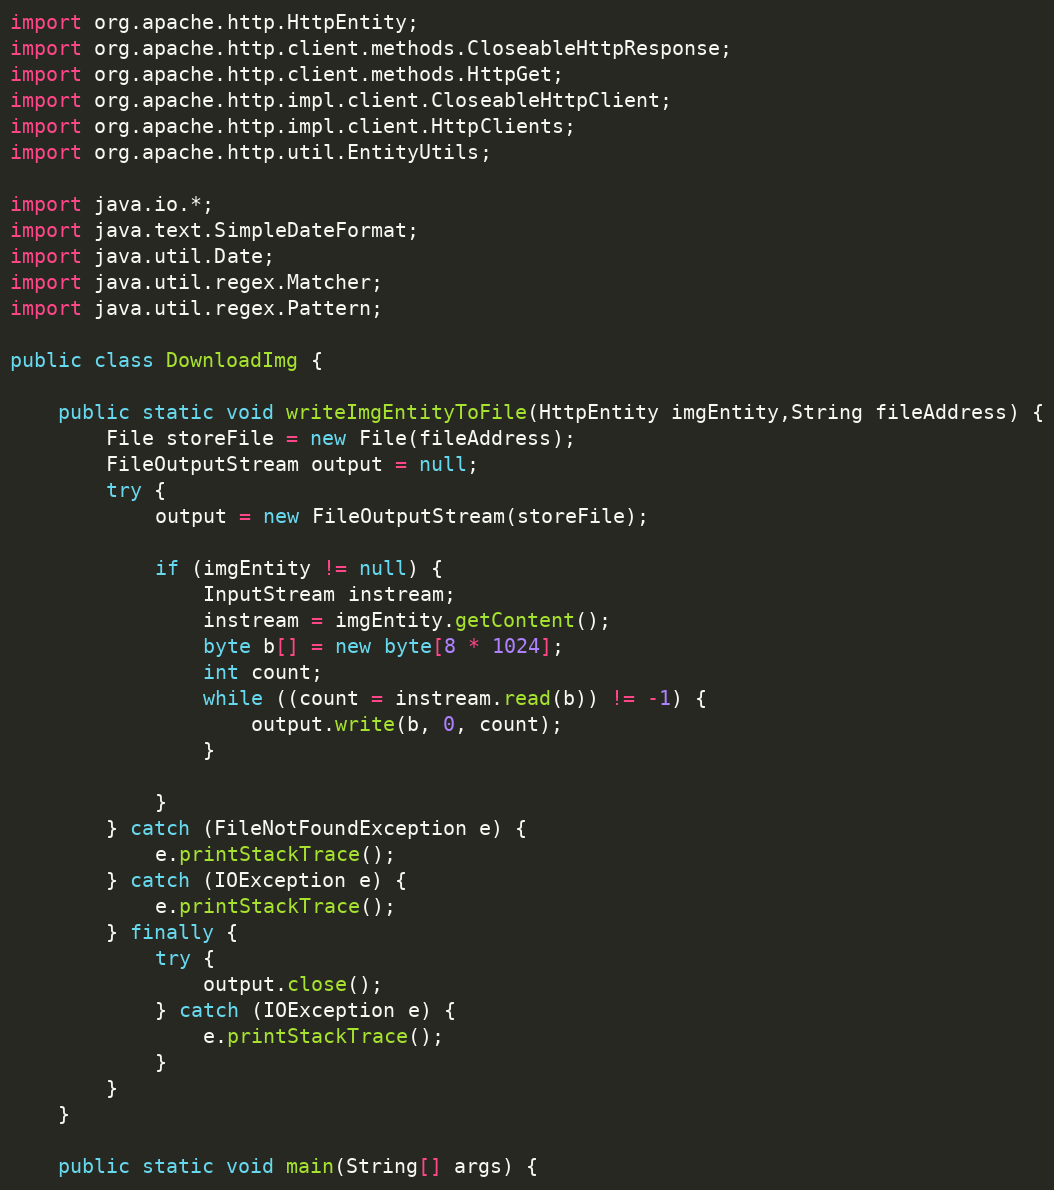 import org.apache.http.HttpEntity;
import org.apache.http.client.methods.CloseableHttpResponse;
import org.apache.http.client.methods.HttpGet;
import org.apache.http.impl.client.CloseableHttpClient;
import org.apache.http.impl.client.HttpClients;
import org.apache.http.util.EntityUtils;

import java.io.*;
import java.text.SimpleDateFormat;
import java.util.Date;
import java.util.regex.Matcher;
import java.util.regex.Pattern;

public class DownloadImg {

    public static void writeImgEntityToFile(HttpEntity imgEntity,String fileAddress) {
        File storeFile = new File(fileAddress);
        FileOutputStream output = null;
        try {
            output = new FileOutputStream(storeFile);

            if (imgEntity != null) {
                InputStream instream;
                instream = imgEntity.getContent();
                byte b[] = new byte[8 * 1024];
                int count;
                while ((count = instream.read(b)) != -1) {
                    output.write(b, 0, count);
                }

            }
        } catch (FileNotFoundException e) {
            e.printStackTrace();
        } catch (IOException e) {
            e.printStackTrace();
        } finally {
            try {
                output.close();
            } catch (IOException e) {
                e.printStackTrace();
            }
        }
    }

    public static void main(String[] args) {